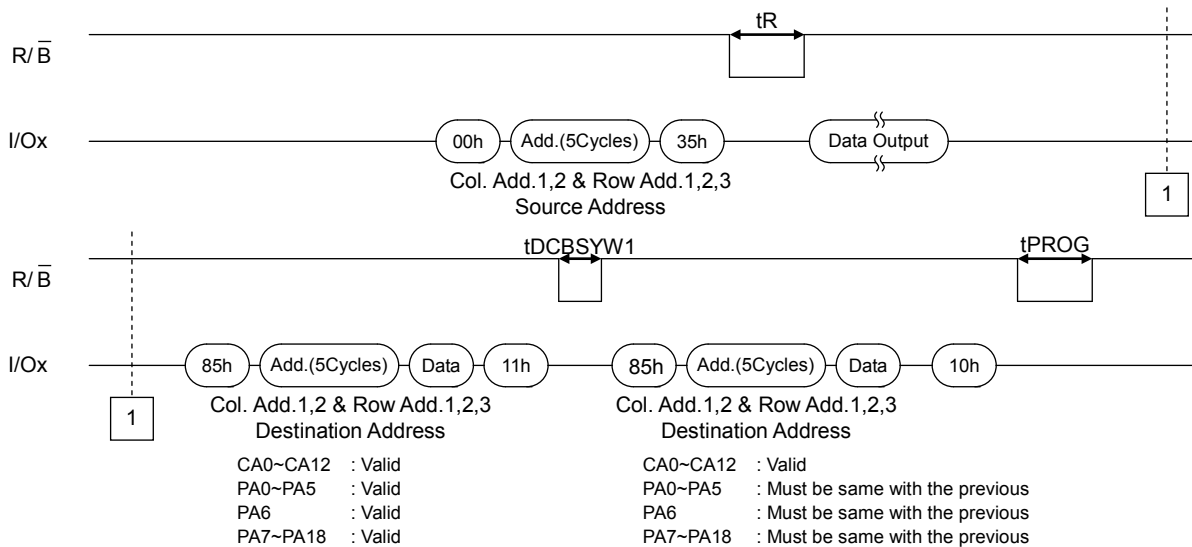 tR
R/B̅
I/Ox
00h Add.(5Cycles) 35h Data Output
Col. Add.1,2 & Row Add.1,2,3
Source Address
1
tDCBSYW1 tPROG
R/B̅
I/Ox
85h Add.(5Cycles) Data 11h 85h Add.(5Cycles) Data 10h
1
Col. Add.1,2 & Row Add.1,2,3 Col. Add.1,2 & Row Add.1,2,3
Destination Address Destination Address
CA0~CA12 : Valid CA0~CA12 : Valid
PA0~PA5 : Valid PA0~PA5 : Must be same with the previous
PA6 : Valid PA6 : Must be same with the previous
PA7~PA18 : Valid PA7~PA18 : Must be same with the previous